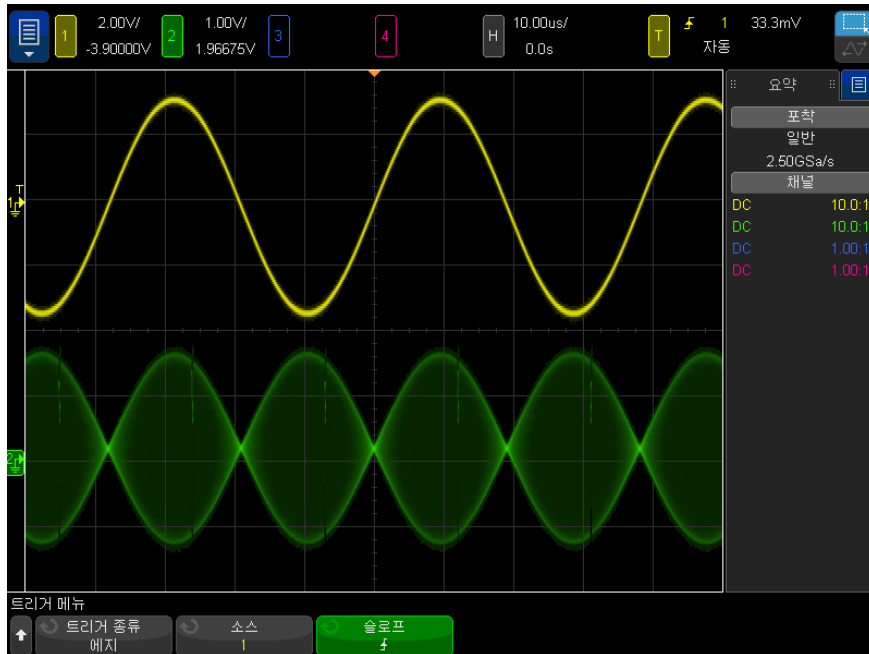 1 2.00V/ -3.90000V
2 1.00V/ 1.96675V
3
4
H 10.00us/ 0.0s
T 1 33.3mV 자동
요약
포착
일반
2.50GSa/s
채널
DC 10.0:1
DC 10.0:1
DC 1.00:1
DC 1.00:1
T
1
2
트리거 메뉴
트리거 종류
에지
소스
1
슬로프